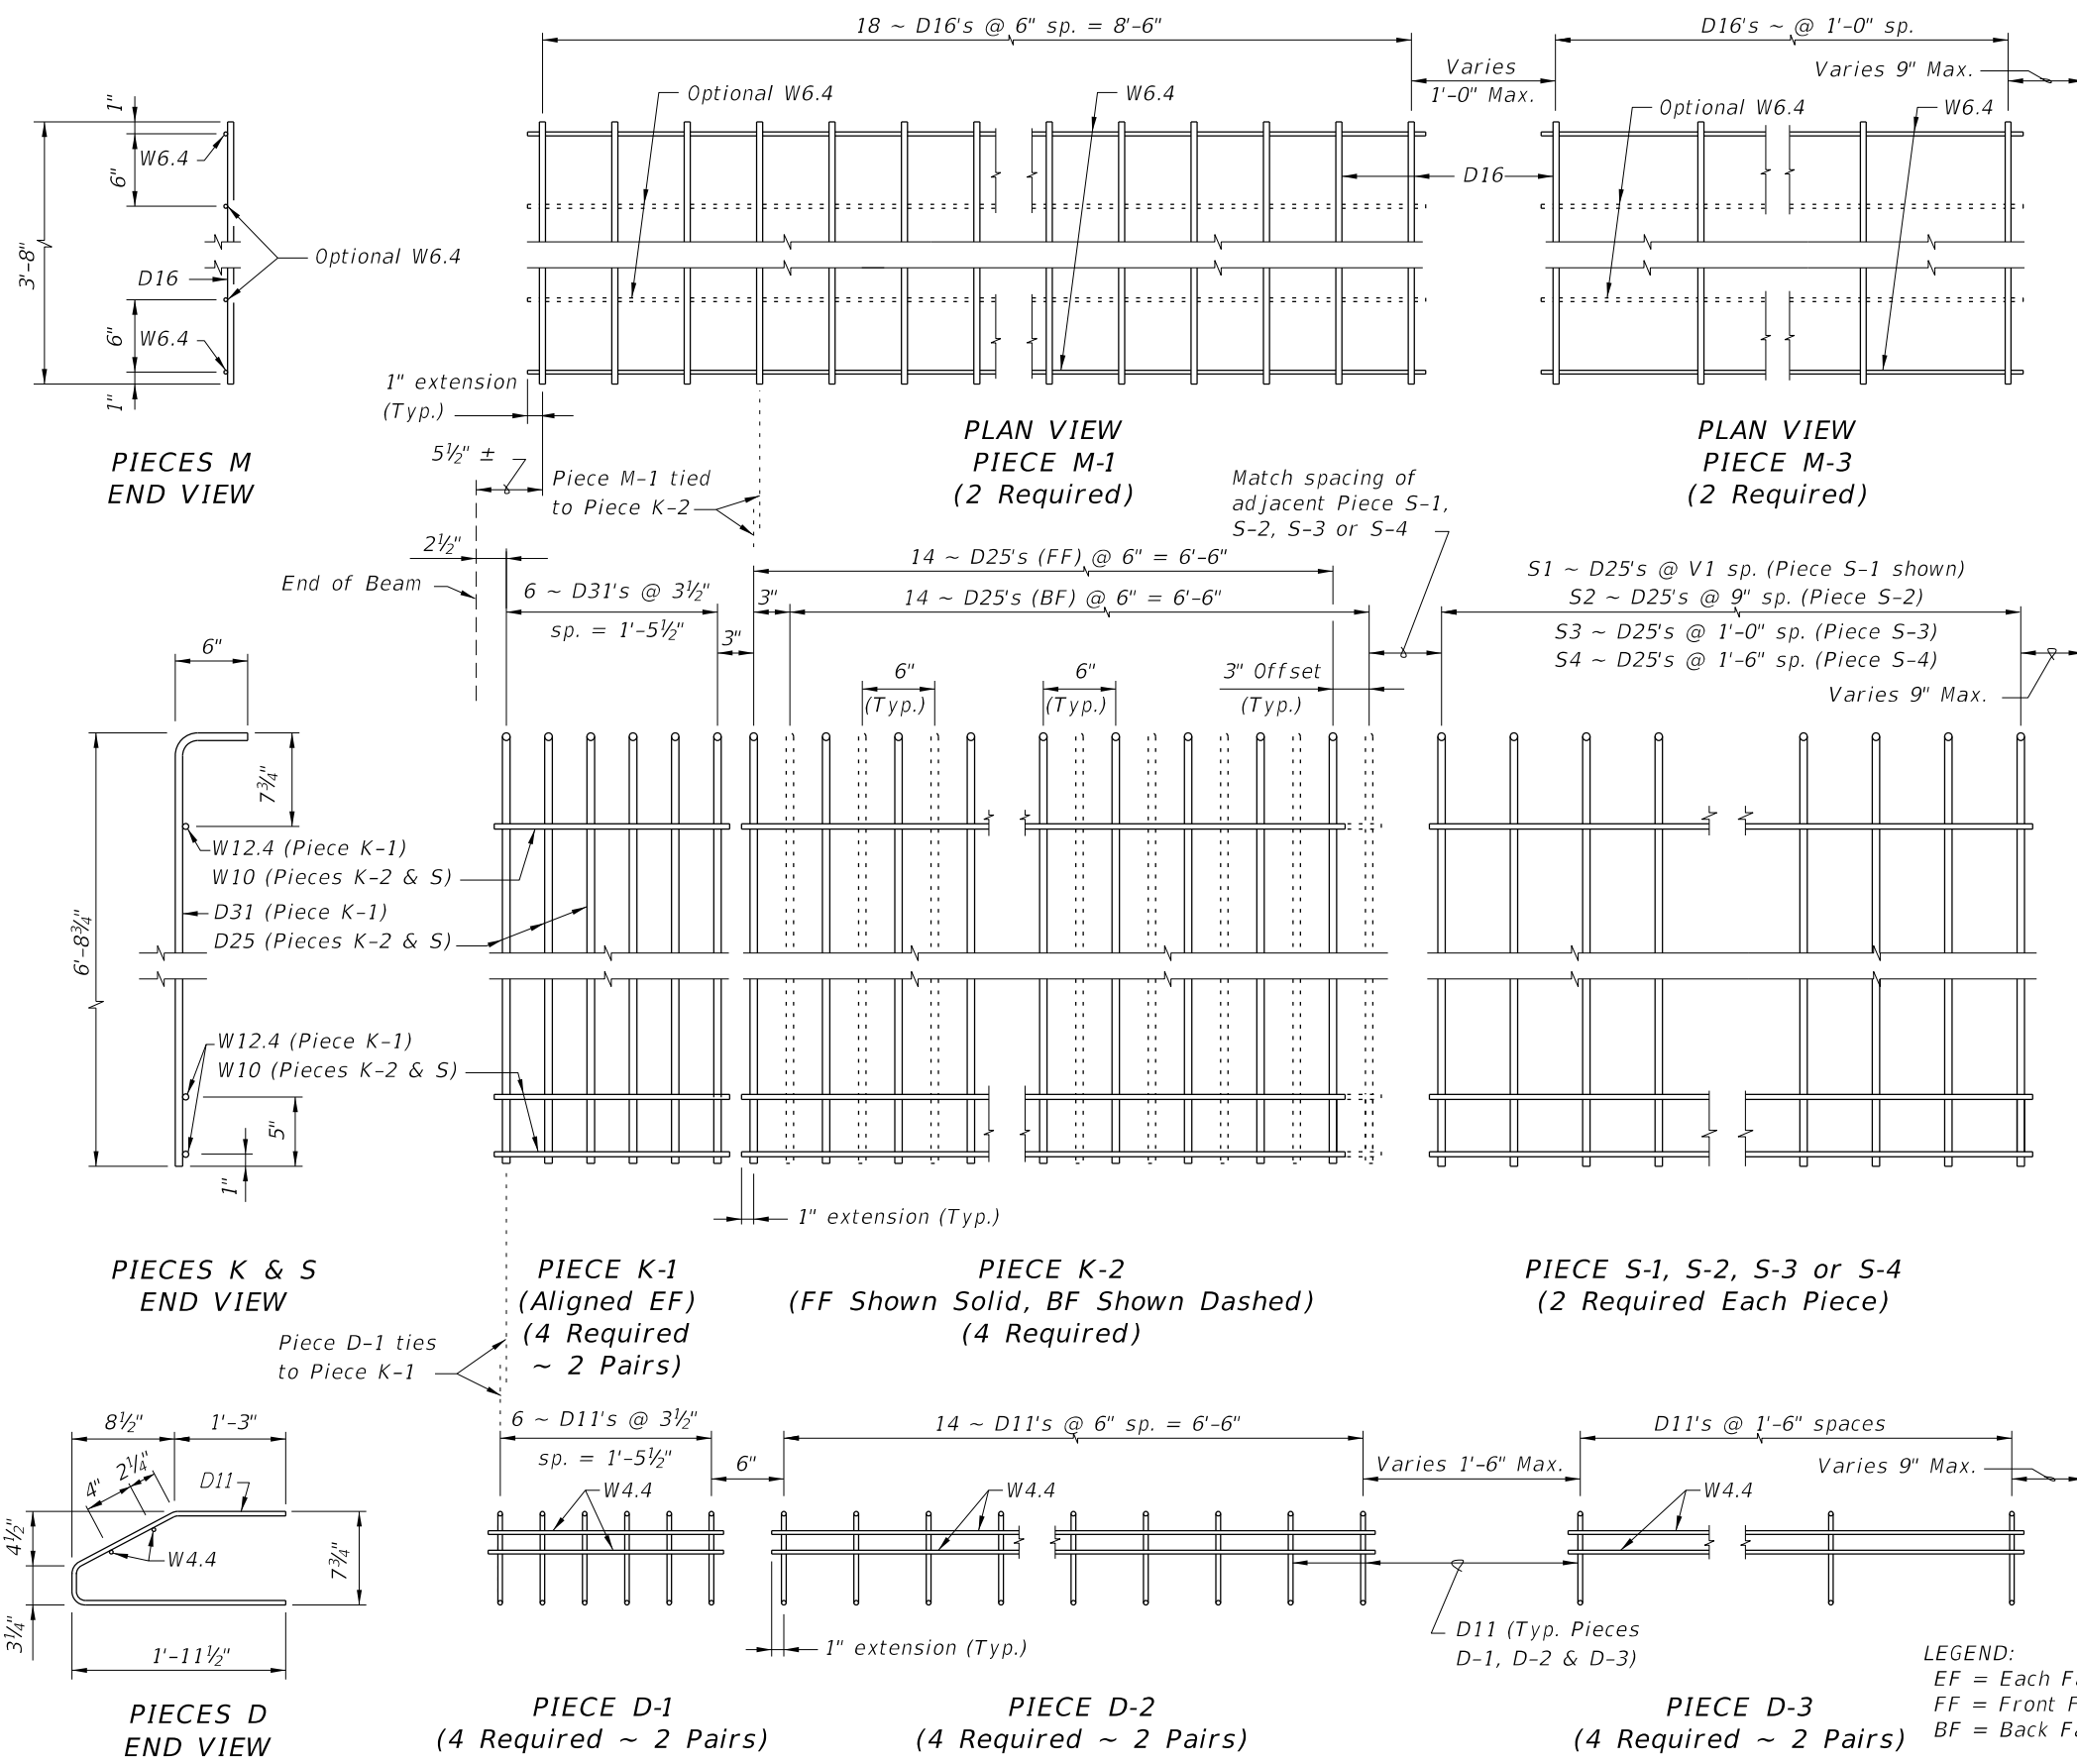 18 ~ D16's @ 6" sp. = 8'-6"
D16's ~ @ 1'-0" sp.
Varies
1'-0" Max.
Varies 9" Max.
1"
W6.4
6"
3'-8"
Optional W6.4
D16
6"
W6.4
1"
Optional W6.4
W6.4
Optional W6.4
W6.4
D16
1" extension
(Typ.)
5½" ±
PIECES M
END VIEW
PLAN VIEW
PIECE M-1
(2 Required)
PLAN VIEW
PIECE M-3
(2 Required)
Piece M-1 tied
to Piece K-2
Match spacing of
adjacent Piece S-1,
S-2, S-3 or S-4
2½"
End of Beam
6 ~ D31's @ 3½"
sp. = 1'-5½"
3"
14 ~ D25's (FF) @ 6" = 6'-6"
3"
14 ~ D25's (BF) @ 6" = 6'-6"
6"
(Typ.)
6"
(Typ.)
3" Offset
(Typ.)
S1 ~ D25's @ V1 sp. (Piece S-1 shown)
S2 ~ D25's @ 9" sp. (Piece S-2)
S3 ~ D25's @ 1'-0" sp. (Piece S-3)
S4 ~ D25's @ 1'-6" sp. (Piece S-4)
Varies 9" Max.
6"
7¾"
6'-8¾"
W12.4 (Piece K-1)
W10 (Pieces K-2 & S)
D31 (Piece K-1)
D25 (Pieces K-2 & S)
W12.4 (Piece K-1)
W10 (Pieces K-2 & S)
5"
1"
1" extension (Typ.)
PIECES K & S
END VIEW
PIECE K-1
(Aligned EF)
(4 Required
~ 2 Pairs)
PIECE K-2
(FF Shown Solid, BF Shown Dashed)
(4 Required)
PIECE S-1, S-2, S-3 or S-4
(2 Required Each Piece)
Piece D-1 ties
to Piece K-1
8½"
1'-3"
4"
2¼"
D11
4½"
W4.4
7¾"
3¼"
1'-11½"
6 ~ D11's @ 3½"
sp. = 1'-5½"
6"
W4.4
14 ~ D11's @ 6" sp. = 6'-6"
W4.4
Varies 1'-6" Max.
D11's @ 1'-6" spaces
Varies 9" Max.
W4.4
1" extension (Typ.)
D11 (Typ. Pieces
D-1, D-2 & D-3)
PIECES D
END VIEW
PIECE D-1
(4 Required ~ 2 Pairs)
PIECE D-2
(4 Required ~ 2 Pairs)
PIECE D-3
(4 Required ~ 2 Pairs)
LEGEND:
EF = Each
FF = Front
BF = Back